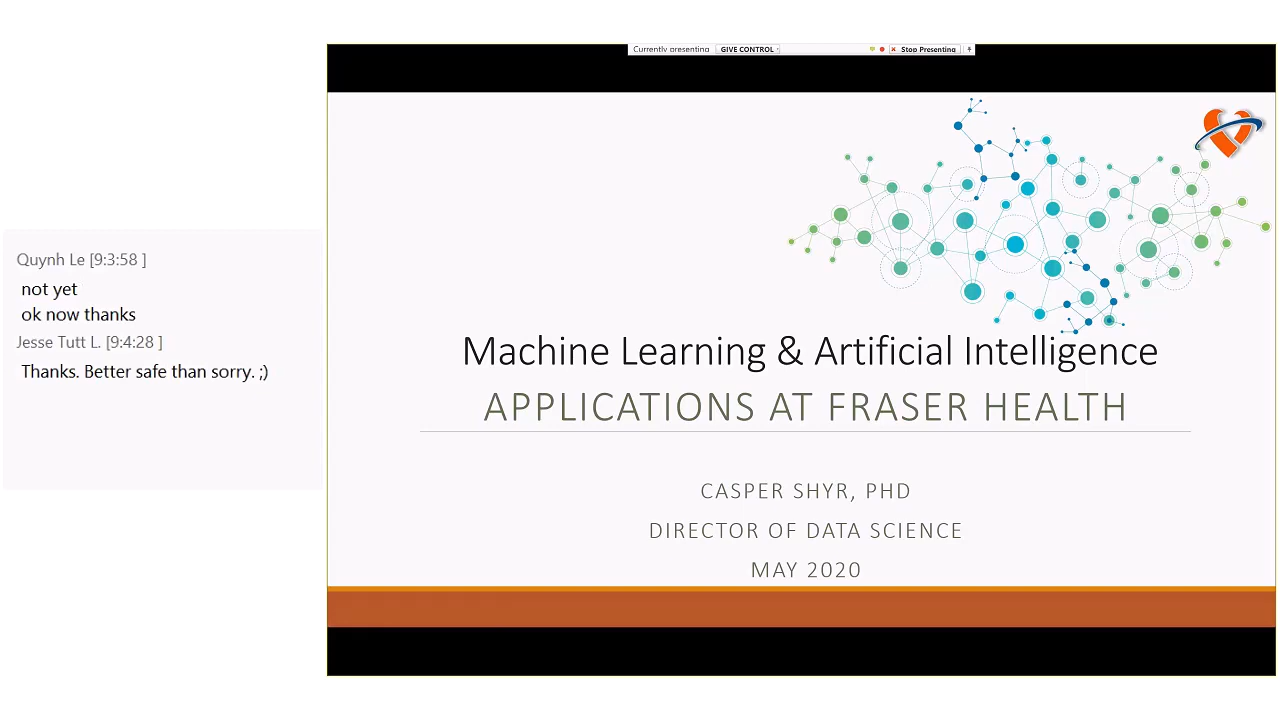 Currently presenting GIVE CONTROL Stop Presenting
Quynh Le [9:3:58 ]
not yet
ok now thanks
Jesse Tutt L. [9:4:28 ]
Thanks. Better safe than sorry. ;)
Machine Learning & Artificial Intelligence
APPLICATIONS AT FRASER HEALTH
CASPER SHYR, PHD
DIRECTOR OF DATA SCIENCE
MAY 2020